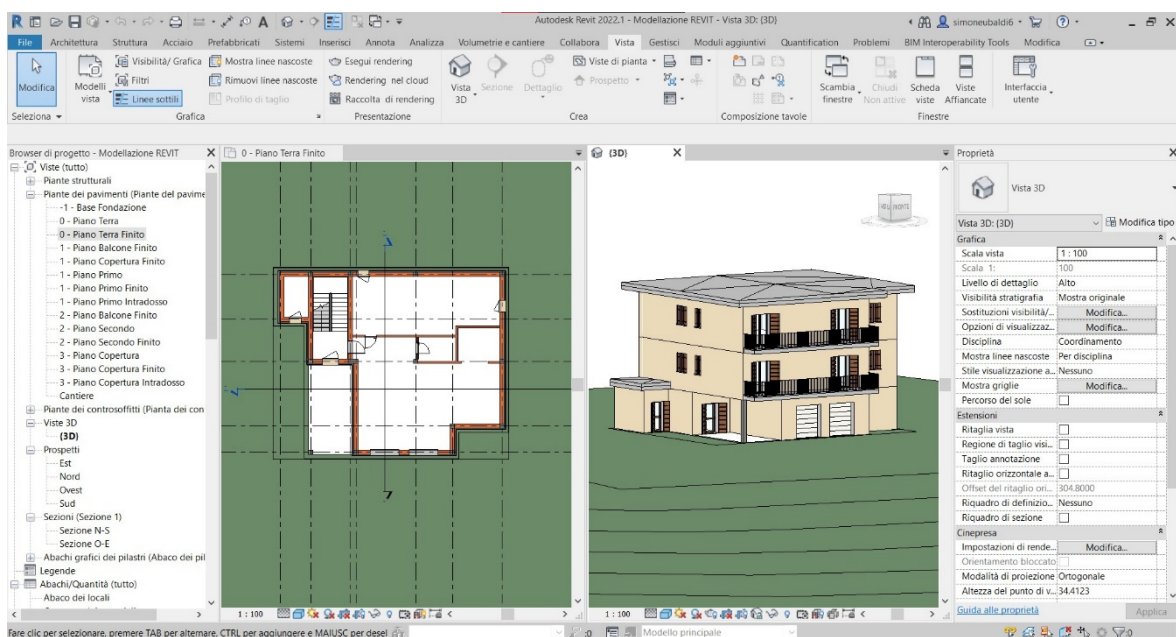 Autodesk Revit 2022.1 - Modellazione REVIT - Vista 3D: {3D}
simoneubaldi6
File Architettura Struttura Acciaio Prefabbricati Sistemi Inserisci Annota Analizza Volumetrie e cantiere Collabora Vista Gestisci Moduli aggiuntivi Quantification Problemi BIM Interoperability Tools Modifica
Modifica
Modelli vista
Visibilità/ Grafica
Filtri
Linee sottili
Mostra linee nascoste
Rimuovi linee nascoste
Profilo di taglio
Esegui rendering
Rendering nel cloud
Raccolta di rendering
Vista 3D
Sezione
Dettaglio
Viste di pianta
Prospetto
Scambia finestre
Chiudi Non attive
Scheda viste
Viste Affiancate
Interfaccia utente
Seleziona
Grafica
Presentazione
Crea
Composizione tavole
Finestre
Browser di progetto - Modellazione REVIT
Viste (tutto)
Piante strutturali
Piante dei pavimenti (Piante del pavime
-1 - Base Fondazione
0 - Piano Terra
0 - Piano Terra Finito
1 - Piano Balcone Finito
1 - Piano Copertura Finito
1 - Piano Primo
1 - Piano Primo Finito
1 - Piano Primo Intradosso
2 - Piano Balcone Finito
2 - Piano Secondo
2 - Piano Secondo Finito
3 - Piano Copertura
3 - Piano Copertura Finito
3 - Piano Copertura Intradosso
Cantiere
Piante dei controsoffitti (Pianta dei con
Viste 3D
{3D}
Prospetti
Est
Nord
Ovest
Sud
Sezioni (Sezione 1)
Sezione N-S
Sezione O-E
Abachi grafici dei pilastri (Abaco dei pil
Legende
Abachi/Quantità (tutto)
Abaco dei locali
0 - Piano Terra Finito
1 : 100
{3D}
1 : 100
Proprietà
Vista 3D
Vista 3D: {3D}
Modifica tipo
Grafica
Scala vista 1 : 100
Scala 1: 100
Livello di dettaglio Alto
Visibilità stratigrafia Mostra originale
Sostituzioni visibilità/... Modifica...
Opzioni di visualizzaz... Modifica...
Disciplina Coordinamento
Mostra linee nascoste Per disciplina
Stile visualizzazione a... Nessuno
Mostra griglie Modifica...
Percorso del sole
Estensioni
Ritaglia vista
Regione di taglio visi...
Taglio annotazione
Ritaglio orizzontale a...
Offset del ritaglio ori... 304.8000
Riquadro di definizio... Nessuno
Riquadro di sezione
Cinepresa
Impostazioni di rende... Modifica...
Orientamento bloccato
Modalità di proiezione Ortogonale
Altezza del punto di v... 34.4123
Guida alle proprietà
Applica
Fare clic per selezionare, premere TAB per alternare, CTRL per aggiungere e MAIUSC per desel
:0
Modello principale
:0